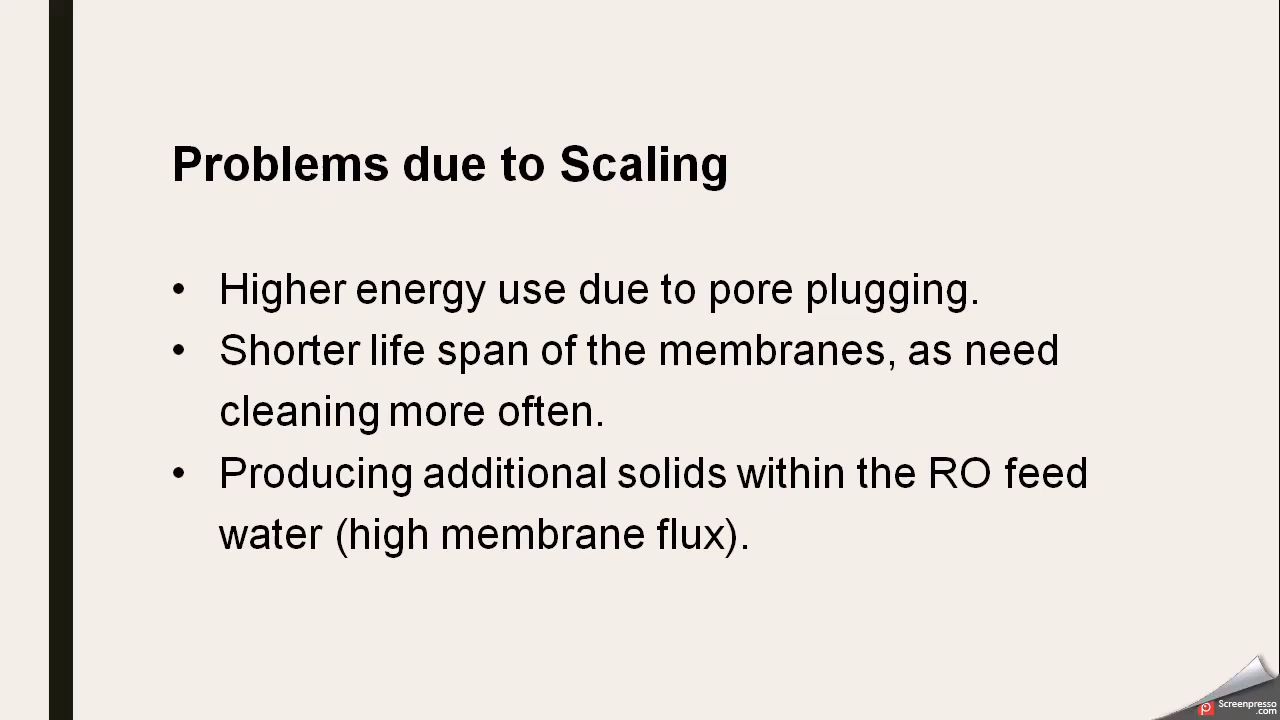 Problems due to Scaling
• Higher energy use due to pore plugging.
• Shorter life span of the membranes, as need
cleaning more often.
• Producing additional solids within the RO feed
water (high membrane flux).
Screenpresso
.com